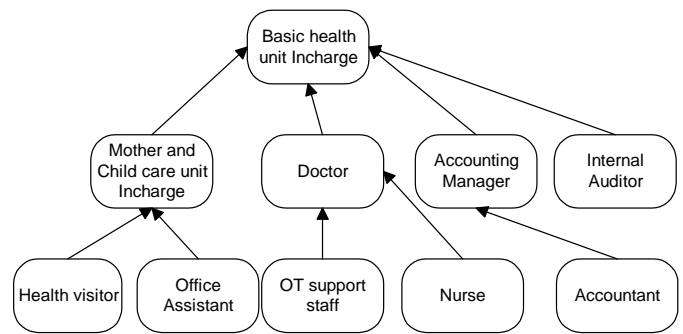 Basic health
unit Incharge
Mother and
Child care unit
Incharge
Doctor
Accounting
Manager
Internal
Auditor
Health visitor
Office
Assistant
OT support
staff
Nurse
Accountant